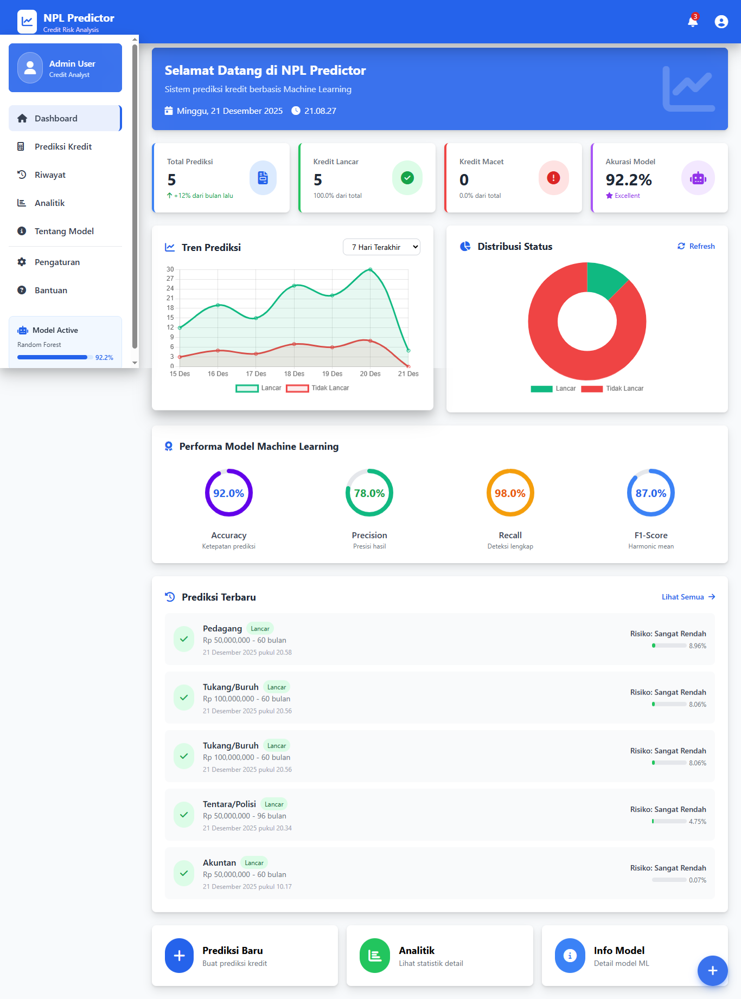 NPL Predictor
Credit Risk Analysis
3
Admin User
Credit Analyst
Dashboard
Prediksi Kredit
Riwayat
Analitik
Tentang Model
Pengaturan
Bantuan
Model Active
Random Forest
92.2%
Selamat Datang di NPL Predictor
Sistem prediksi kredit berbasis Machine Learning
Minggu, 21 Desember 2025 21.08.27
Total Prediksi
5
+12% dari bulan lalu
Kredit Lancar
5
100.0% dari total
Kredit Macet
0
0.0% dari total
Akurasi Model
92.2%
Excellent
Tren Prediksi
7 Hari Terakhir
30
27
24
21
18
15
12
9
6
3
0
15 Des 16 Des 17 Des 18 Des 19 Des 20 Des 21 Des
Lancar Tidak Lancar
Distribusi Status
Refresh
Lancar Tidak Lancar
Performa Model Machine Learning
92.0%
Accuracy
Ketepatan prediksi
78.0%
Precision
Presisi hasil
98.0%
Recall
Deteksi lengkap
87.0%
F1-Score
Harmonic mean
Prediksi Terbaru
Lihat Semua
Pedagang Lancar
Rp 50,000,000 - 60 bulan
21 Desember 2025 pukul 20.58
Risiko: Sangat Rendah
8.96%
Tukang/Buruh Lancar
Rp 100,000,000 - 60 bulan
21 Desember 2025 pukul 20.56
Risiko: Sangat Rendah
8.06%
Tukang/Buruh Lancar
Rp 100,000,000 - 60 bulan
21 Desember 2025 pukul 20.56
Risiko: Sangat Rendah
8.06%
Tentara/Polisi Lancar
Rp 50,000,000 - 96 bulan
21 Desember 2025 pukul 20.34
Risiko: Sangat Rendah
4.75%
Akuntan Lancar
Rp 50,000,000 - 60 bulan
21 Desember 2025 pukul 10.17
Risiko: Sangat Rendah
0.07%
Prediksi Baru
Buat prediksi kredit
Analitik
Lihat statistik detail
Info Model
Detail model ML